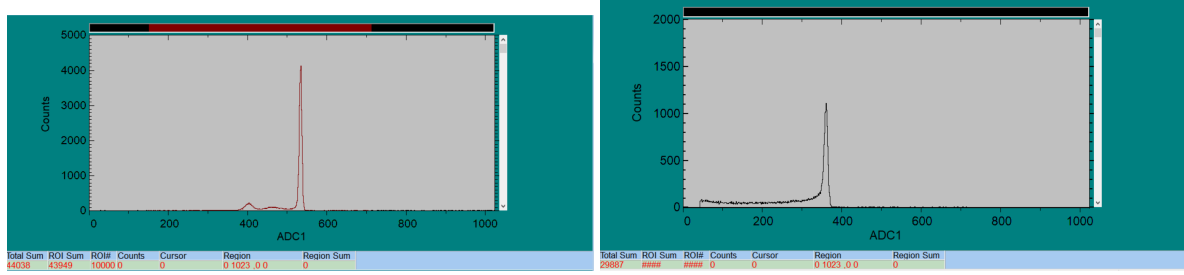 5000
4000
3000
2000
1000
0
Counts
0 200 400 600 800 1000
ADC1
Total Sum ROI Sum ROI# Counts Cursor Region Region Sum
44038 43949 10000 0 0 0 1023 ,0 0 0
2000
1500
1000
500
0
Counts
0 200 400 600 800 1000
ADC1
Total Sum ROI Sum ROI# Counts Cursor Region Region Sum
29887 #### #### 0 0 0 1023 ,0 0 0